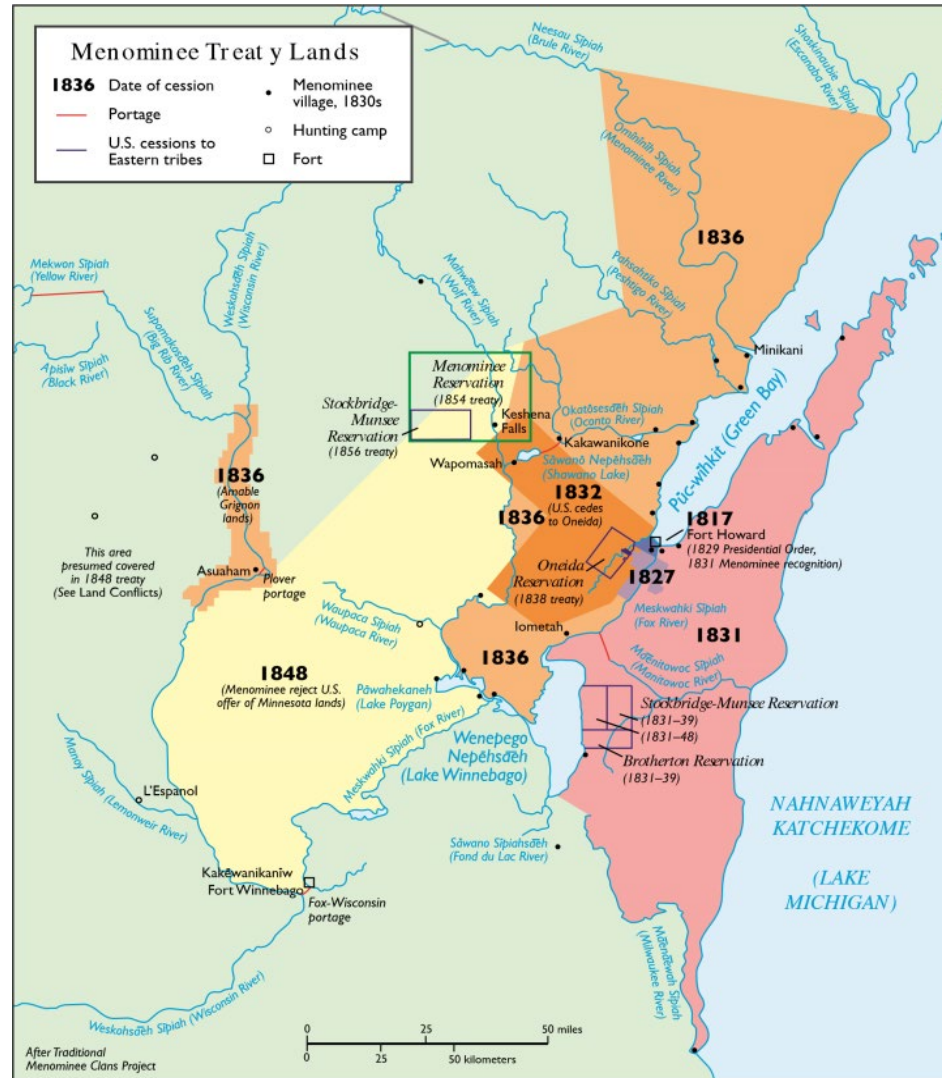 Menominee Treat y Lands
1836 Date of cession
Portage
U.S. cessions to
Eastern tribes
Menominee
village, 1830s
Hunting camp
Fort
Neesau Sīpiah
(Brule River)
Shoskinaubie Sīpiah
(Escanaba River)
Omīnīnīh Sīpiah
(Menominee River)
1836
Pahsahtiko Sīpiah
(Peshtigo River)
Mekwon Sīpiah
(Yellow River)
Weskohsāēh Sīpiah
(Wisconsin River)
Mahwāēw Sīpiah
(Wolf River)
Supomakosāēh Sīpiah
(Big Rib River)
Apisīw Sīpiah
(Black River)
Minikani
Menominee
Reservation
(1854 treaty)
Stockbridge-
Munsee
Reservation
(1856 treaty)
Keshena
Falls
Okatōsesāēh Sīpiah
(Oconto River)
Kakawanikone
Wapomasah
Sāwanō Nepēhsāēh
(Shawano Lake)
Pūc-wīhkit (Green Bay)
1836
(Amable
Grignon
lands)
1832
(U.S. cedes
to Oneida)
1836
1817
Fort Howard
(1829 Presidential Order,
1831 Menominee recognition)
This area
presumed covered
in 1848 treaty
(See Land Conflicts)
Asuaham
Plover
portage
Oneida
Reservation
(1838 treaty)
1827
Waupaca Sīpiah
(Waupaca River)
Iometah
Meskwahki Sīpiah
(Fox River)
1831
1836
Māēnitowoc Sīpiah
(Manitowoc River)
1848
(Menominee reject U.S.
offer of Minnesota lands)
Pāwahekaneh
(Lake Poygan)
Stockbridge-Munsee Reservation
(1831–39)
(1831–48)
Meskwahki Sīpiah (Fox River)
Wenepego
Nepēhsāēh
(Lake Winnebago)
Brotherton Reservation
(1831–39)
Manoy Sīpiah (Lemonweir River)
L'Espanol
NAHNAWEYAH
KATCHEKOME
(LAKE
MICHIGAN)
Sāwano Sīpiahsāēh
(Fond du Lac River)
Kakēwanikanīw
Fort Winnebago
Fox-Wisconsin
portage
Māēnāēwah Sīpiah
(Milwaukee River)
Weskohsāēh Sīpiah (Wisconsin River)
0 25 50 miles
0 25 50 kilometers
After Traditional
Menominee Clans Project